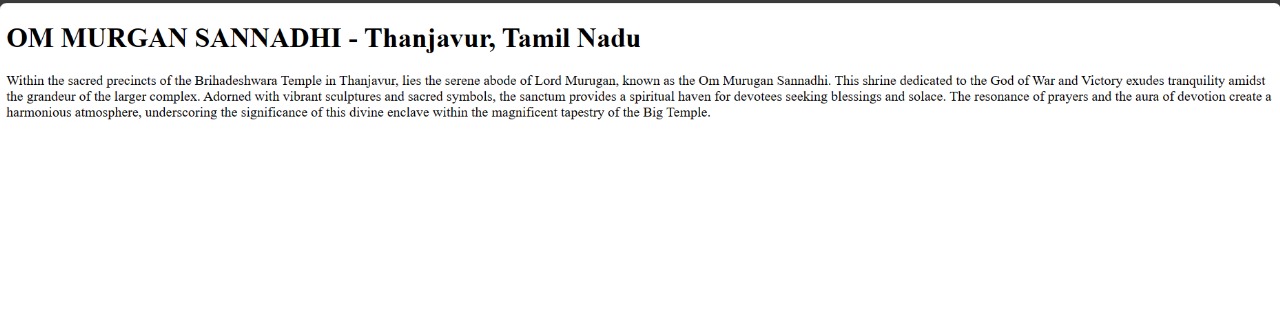 OM MURGAN SANNADHI - Thanjavur, Tamil Nadu
Within the sacred precincts of the Brihadeshwara Temple in Thanjavur, lies the serene abode of Lord Murugan, known as the Om Murugan Sannadhi. This shrine dedicated to the God of War and Victory exudes tranquility amidst
the grandeur of the larger complex. Adorned with vibrant sculptures and sacred symbols, the sanctum provides a spiritual haven for devotees seeking blessings and solace. The resonance of prayers and the aura of devotion create a
harmonious atmosphere, underscoring the significance of this divine enclave within the magnificent tapestry of the Big Temple.